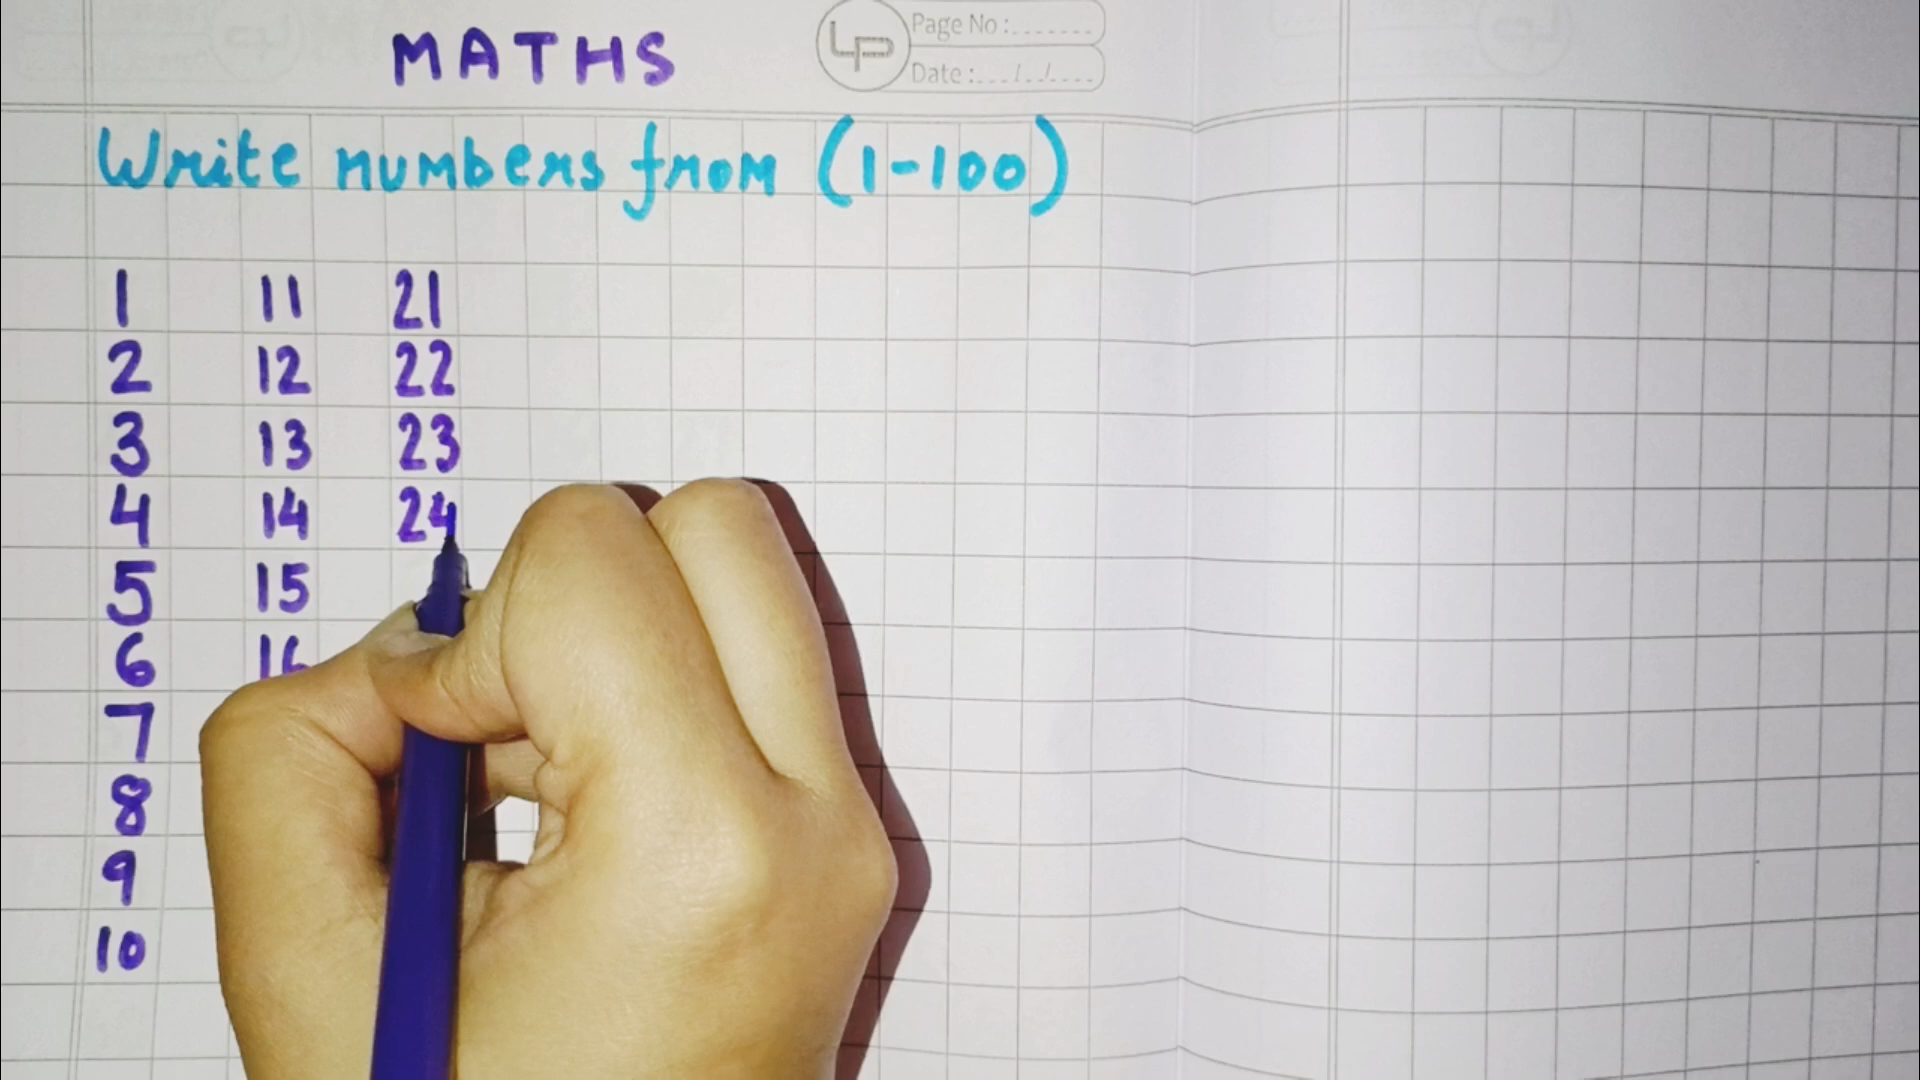 MATHS
Page No :
Date :
Write numbers from (1-100)
1 11 21
2 12 22
3 13 23
4 14 24
5 15
6 16
7
8
9
10